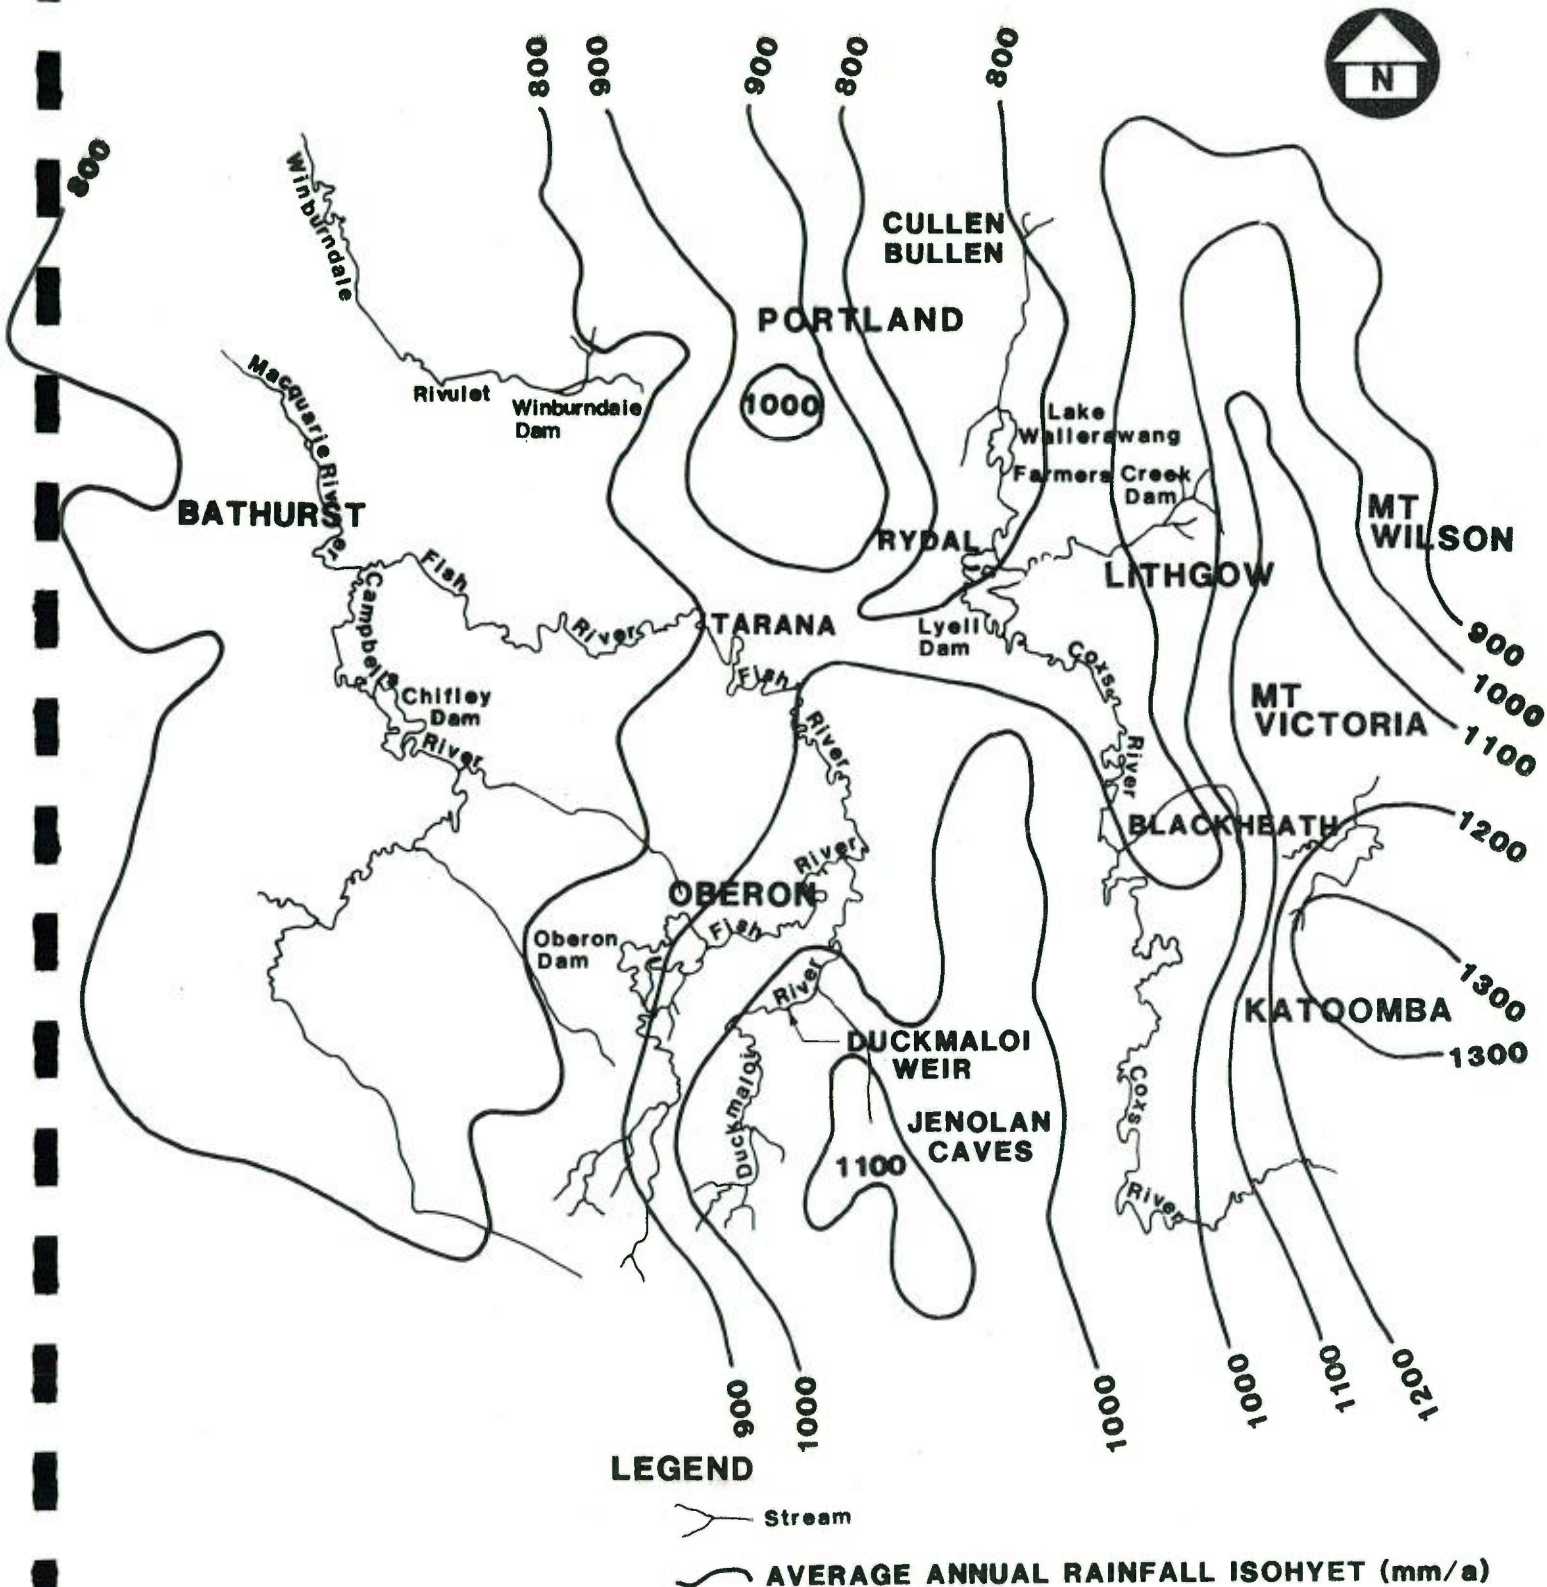 800
900
900
800
800
N
800
Winburndale
CULLEN
BULLEN
PORTLAND
Macquarie River
Rivulet
Winburndale
Dam
1000
Lake
Wallerawang
Farmers Creek
Dam
BATHURST
MT
WILSON
RYDAL
Fish
LITHGOW
Campbells
River
TARANA
Lyell
Dam
900
Coxs
Fish
1000
Chifley
Dam
MT
VICTORIA
River
River
River
1100
BLACKHEATH
1200
River
OBERON
Fish
Oberon
Dam
River
1300
KATOOMBA
DUCKMALOI
WEIR
1300
Duckmaloi
Coxs
JENOLAN
CAVES
1100
River
900
1000
1000
1000
1100
1200
LEGEND
Stream
AVERAGE ANNUAL RAINFALL ISOHYET (mm/a)